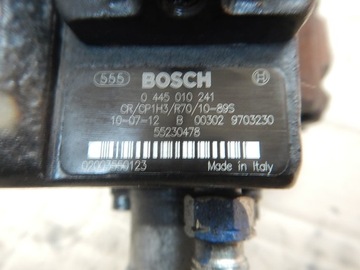 555 BOSCH
0 445 010 241
CR/CP1H3/R70/10-89S
10-07-12 B 00302 9703230
55230478
02003550123 Made in Italy